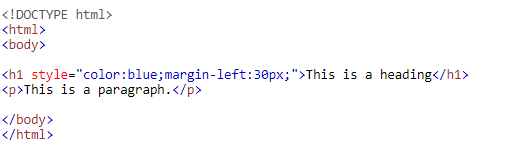 <!DOCTYPE html>
<html>
<body>
<h1 style="color:blue;margin-left:30px;">This is a heading</h1>
<p>This is a paragraph.</p>
</body>
</html>